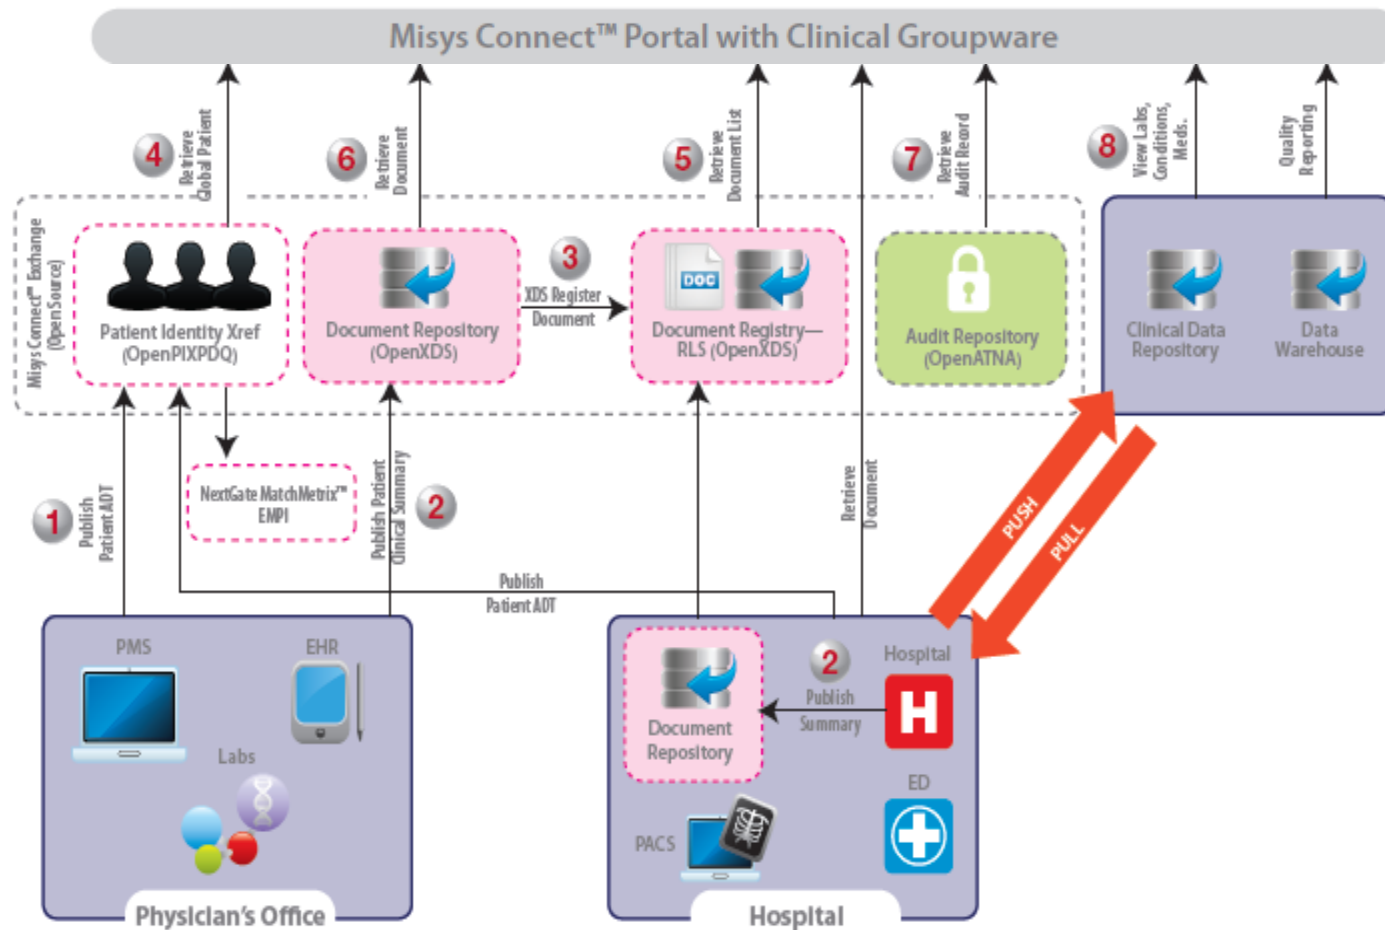 Misys Connect™ Portal with Clinical Groupware
4
Retrieve
Global Patient
6
Retrieve
Document
5
Retrieve
Document List
7
Retrieve
Audit Record
8
View Labs,
Conditions,
Meds.
Quality
Reporting
Misys Connect™ Exchange
(Open Source)
Patient Identity Xref
(OpenPIXPDQ)
Document Repository
(OpenXDS)
3
XDS Register
Document
DOC
Document Registry—
RLS (OpenXDS)
Audit Repository
(OpenATNA)
Clinical Data
Repository
Data
Warehouse
1
Publish
Patient ADT
NextGate MatchMetrix™
EMPI
Publish Patient
Clinical Summary
2
Retrieve
Document
PUSH
PULL
Publish
Patient ADT
PMS
EHR
Labs
Physician's Office
Document
Repository
2
Publish
Summary
Hospital
H
ED
PACS
Hospital